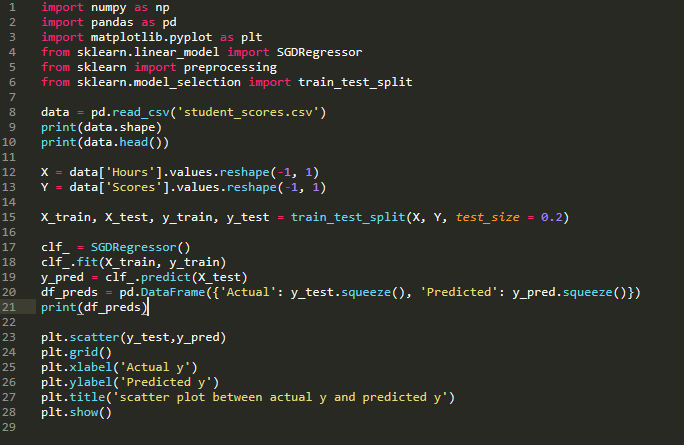 1 import numpy as np
2 import pandas as pd
3 import matplotlib.pyplot as plt
4 from sklearn.linear_model import SGDRegressor
5 from sklearn import preprocessing
6 from sklearn.model_selection import train_test_split
7
8 data = pd.read_csv('student_scores.csv')
9 print(data.shape)
10 print(data.head())
11
12 X = data['Hours'].values.reshape(-1, 1)
13 Y = data['Scores'].values.reshape(-1, 1)
14
15 X_train, X_test, y_train, y_test = train_test_split(X, Y, test_size = 0.2)
16
17 clf_ = SGDRegressor()
18 clf_.fit(X_train, y_train)
19 y_pred = clf_.predict(X_test)
20 df_preds = pd.DataFrame({'Actual': y_test.squeeze(), 'Predicted': y_pred.squeeze()})
21 print(df_preds)
22
23 plt.scatter(y_test,y_pred)
24 plt.grid()
25 plt.xlabel('Actual y')
26 plt.ylabel('Predicted y')
27 plt.title('scatter plot between actual y and predicted y')
28 plt.show()
29